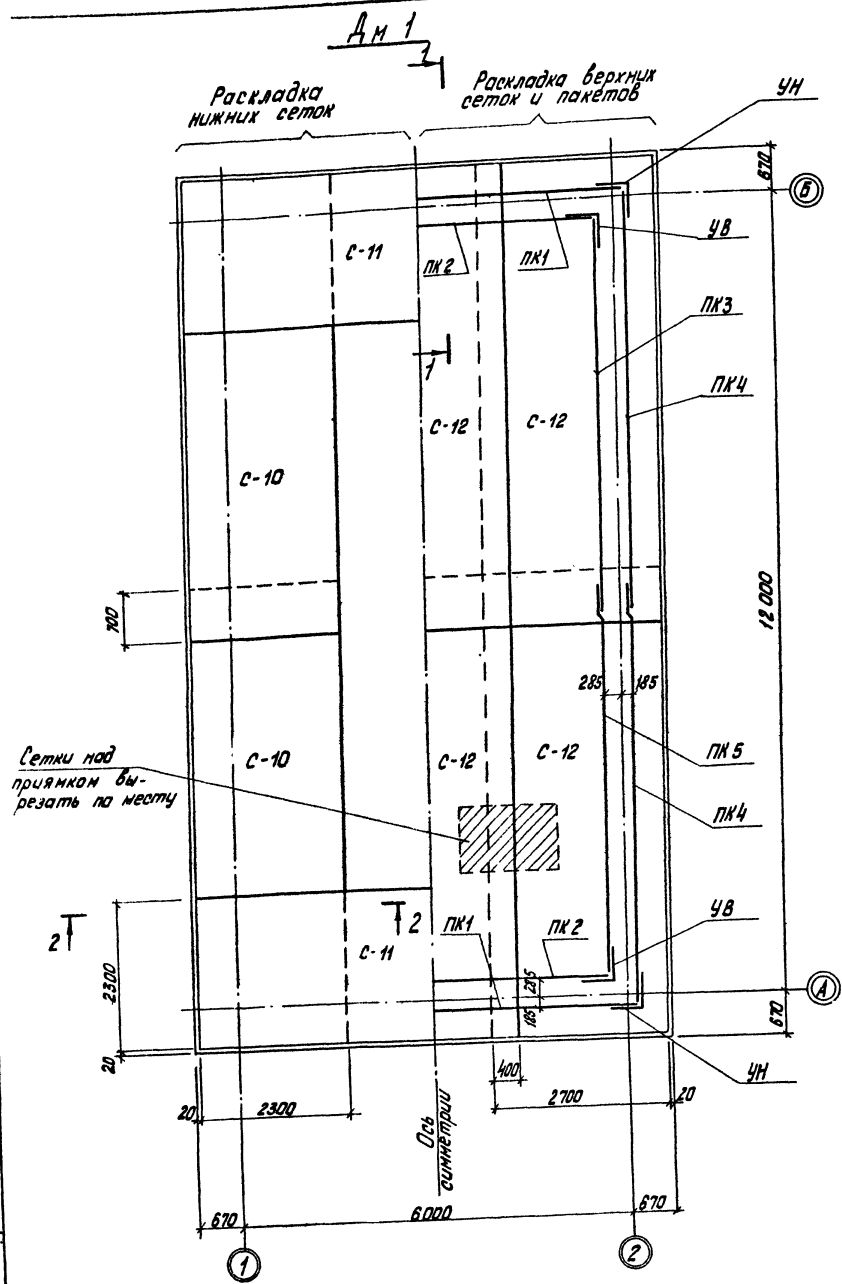 Дм 1
1
Раскладка
нижних сеток
Раскладка верхних
сеток и пакетов
УН
670
Б
УВ
С-11
ПК2
ПК1
ПК3
1
ПК4
С-12
С-12
С-10
700
12 000
285
185
Сетки над
приямком вы-
резать по месту
С-10
С-12
С-12
ПК5
ПК4
2
2
ПК1
ПК2
УВ
С-11
2300
285
185
А
670
20
УН
400
20
2300
2700
20
Ось
симметрии
670
6000
670
1
2